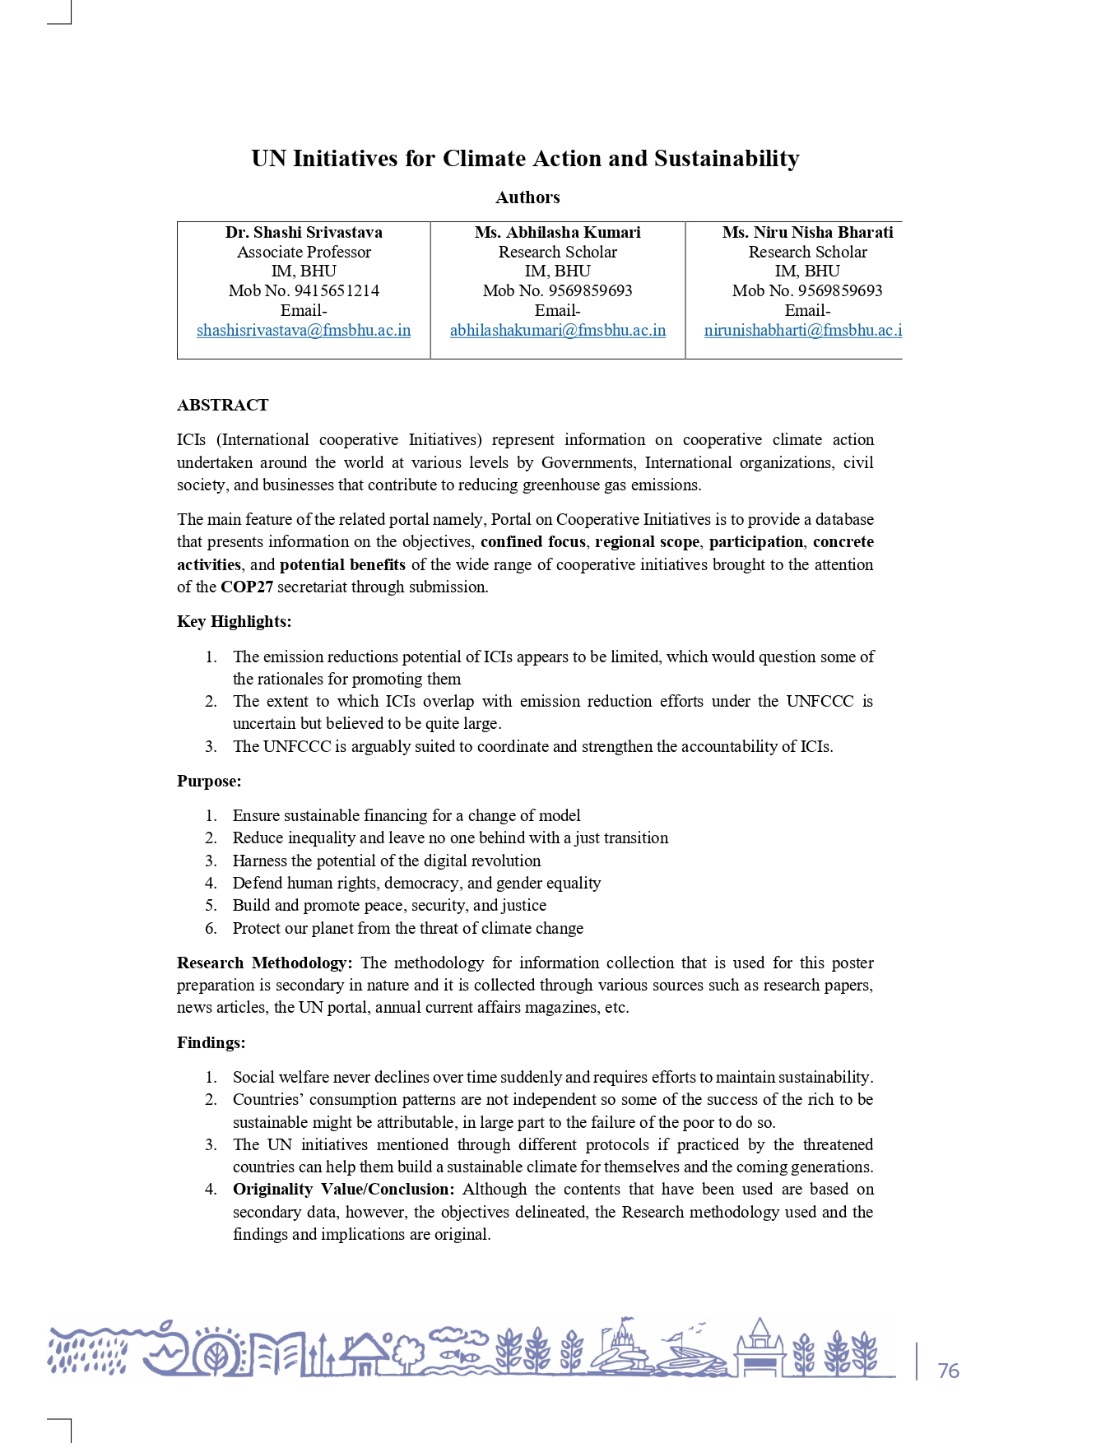 UN Initiatives for Climate Action and Sustainability
Authors
Dr. Shashi Srivastava
Associate Professor
IM, BHU
Mob No. 9415651214
Email-
shashisrivastava@fmsbhu.ac.in
Ms. Abhilasha Kumari
Research Scholar
IM, BHU
Mob No. 9569859693
Email-
abhilashakumari@fmsbhu.ac.in
Ms. Niru Nisha Bharati
Research Scholar
IM, BHU
Mob No. 9569859693
Email-
nirunishabharti@fmsbhu.ac.i
ABSTRACT
ICIs (International cooperative Initiatives) represent information on cooperative climate action
undertaken around the world at various levels by Governments, International organizations, civil
society, and businesses that contribute to reducing greenhouse gas emissions.
The main feature of the related portal namely, Portal on Cooperative Initiatives is to provide a database
that presents information on the objectives, confined focus, regional scope, participation, concrete
activities, and potential benefits of the wide range of cooperative initiatives brought to the attention
of the COP27 secretariat through submission.
Key Highlights:
1. The emission reductions potential of ICIs appears to be limited, which would question some of
the rationales for promoting them
2. The extent to which ICIs overlap with emission reduction efforts under the UNFCCC is
uncertain but believed to be quite large.
3. The UNFCCC is arguably suited to coordinate and strengthen the accountability of ICIs.
Purpose:
1. Ensure sustainable financing for a change of model
2. Reduce inequality and leave no one behind with a just transition
3. Harness the potential of the digital revolution
4. Defend human rights, democracy, and gender equality
5. Build and promote peace, security, and justice
6. Protect our planet from the threat of climate change
Research Methodology: The methodology for information collection that is used for this poster
preparation is secondary in nature and it is collected through various sources such as research papers,
news articles, the UN portal, annual current affairs magazines, etc.
Findings:
1. Social welfare never declines over time suddenly and requires efforts to maintain sustainability.
2. Countries’ consumption patterns are not independent so some of the success of the rich to be
sustainable might be attributable, in large part to the failure of the poor to do so.
3. The UN initiatives mentioned through different protocols if practiced by the threatened
countries can help them build a sustainable climate for themselves and the coming generations.
4. Originality Value/Conclusion: Although the contents that have been used are based on
secondary data, however, the objectives delineated, the Research methodology used and the
findings and implications are original.
76